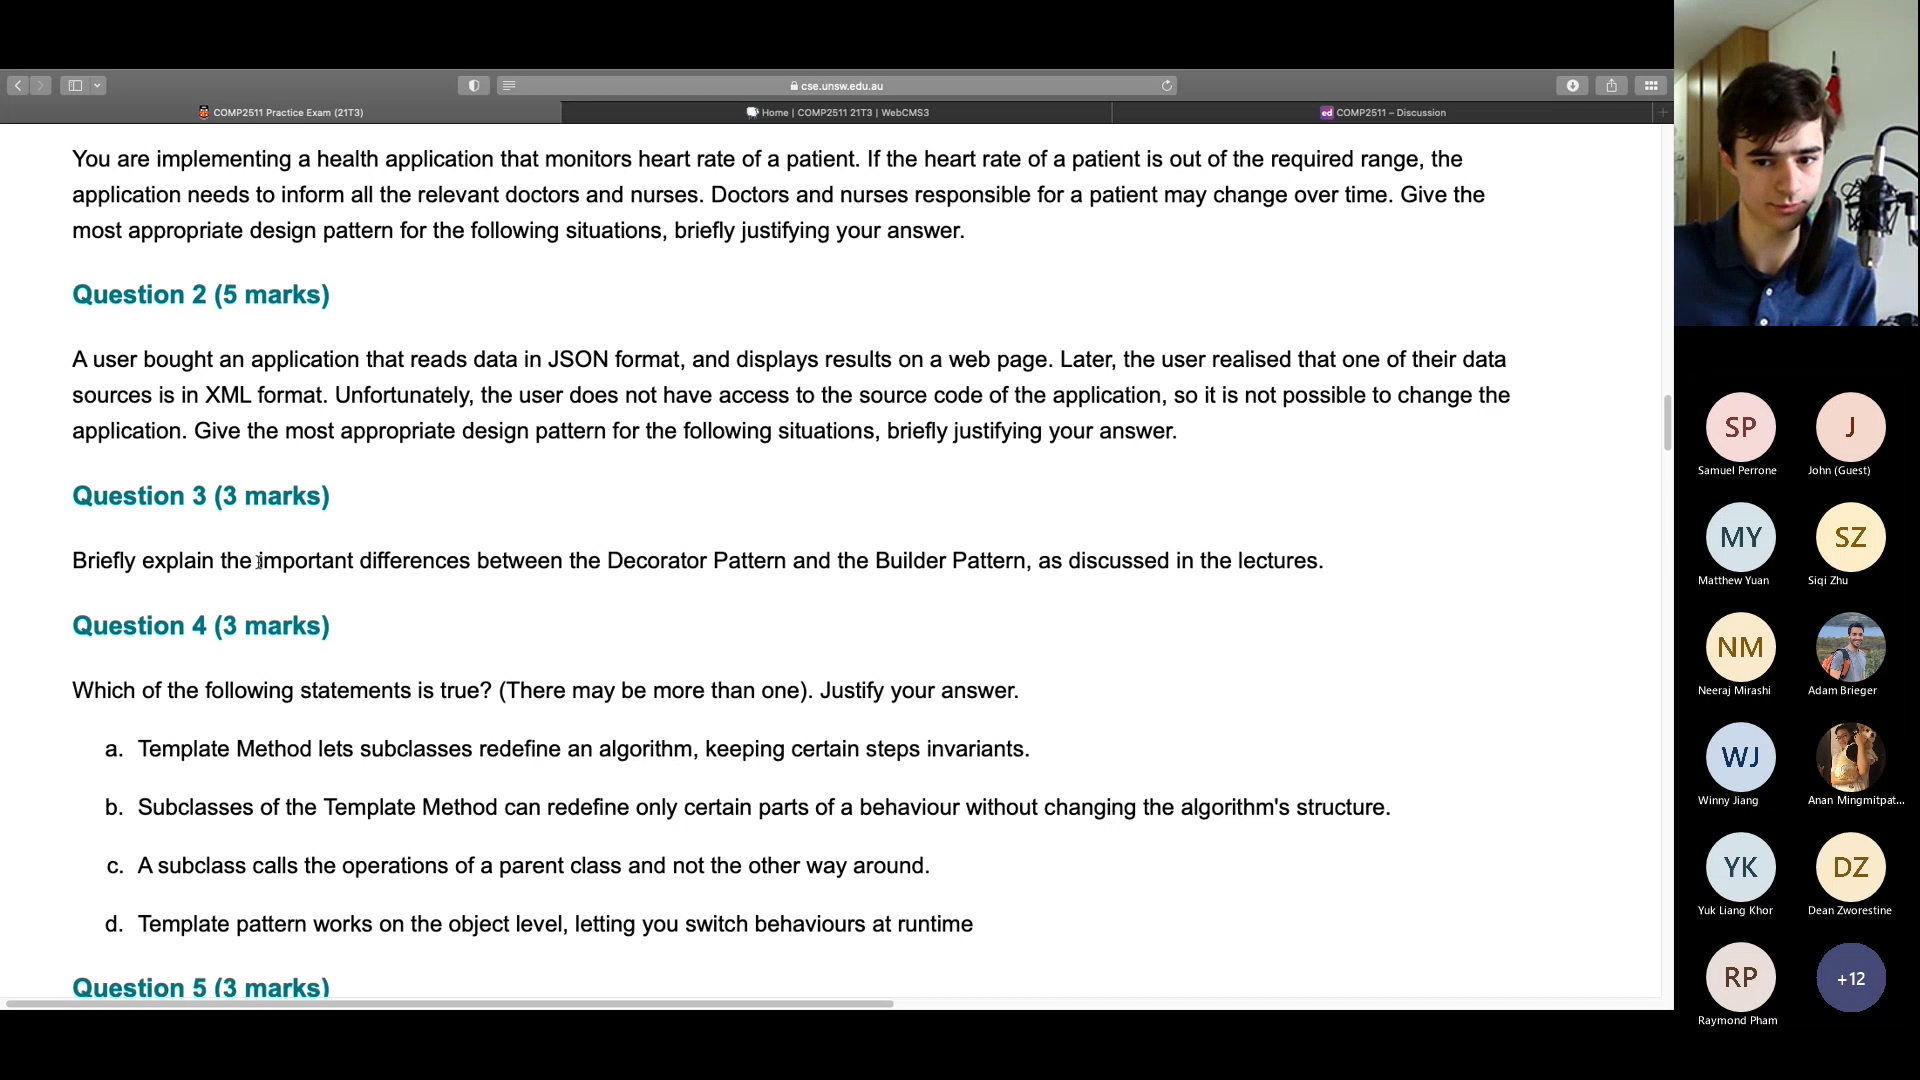 cse.unsw.edu.au
COMP2511 Practice Exam (21T3)
Home | COMP2511 21T3 | WebCMS3
ed COMP2511 – Discussion
You are implementing a health application that monitors heart rate of a patient. If the heart rate of a patient is out of the required range, the
application needs to inform all the relevant doctors and nurses. Doctors and nurses responsible for a patient may change over time. Give the
most appropriate design pattern for the following situations, briefly justifying your answer.
Question 2 (5 marks)
A user bought an application that reads data in JSON format, and displays results on a web page. Later, the user realised that one of their data
sources is in XML format. Unfortunately, the user does not have access to the source code of the application, so it is not possible to change the
application. Give the most appropriate design pattern for the following situations, briefly justifying your answer.
Question 3 (3 marks)
Briefly explain the important differences between the Decorator Pattern and the Builder Pattern, as discussed in the lectures.
Question 4 (3 marks)
Which of the following statements is true? (There may be more than one). Justify your answer.
a. Template Method lets subclasses redefine an algorithm, keeping certain steps invariants.
b. Subclasses of the Template Method can redefine only certain parts of a behaviour without changing the algorithm's structure.
c. A subclass calls the operations of a parent class and not the other way around.
d. Template pattern works on the object level, letting you switch behaviours at runtime
Question 5 (3 marks)
SP
J
Samuel Perrone
John (Guest)
MY
SZ
Matthew Yuan
Siqi Zhu
NM
Neeraj Mirashi
Adam Brieger
WJ
Winny Jiang
Anan Mingmitpat...
YK
DZ
Yuk Liang Khor
Dean Zworestine
RP
+12
Raymond Pham